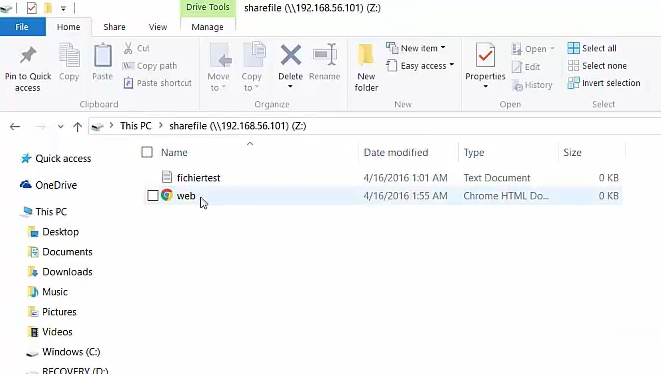 Drive Tools sharefile (\\192.168.56.101) (Z:)
File Home Share View Manage
Pin to Quick access
Copy
Paste
Cut
Copy path
Paste shortcut
Clipboard
Move to
Copy to
Delete
Rename
Organize
New folder
New item
Easy access
New
Properties
Open
Edit
History
Open
Select all
Select none
Invert selection
Select
This PC > sharefile (\\192.168.56.101) (Z:)
Quick access
OneDrive
This PC
Desktop
Documents
Downloads
Music
Pictures
Videos
Windows (C:)
RECOVERY (D:)
Name Date modified Type Size
fichiertest 4/16/2016 1:01 AM Text Document 0 KB
web 4/16/2016 1:55 AM Chrome HTML Do... 0 KB